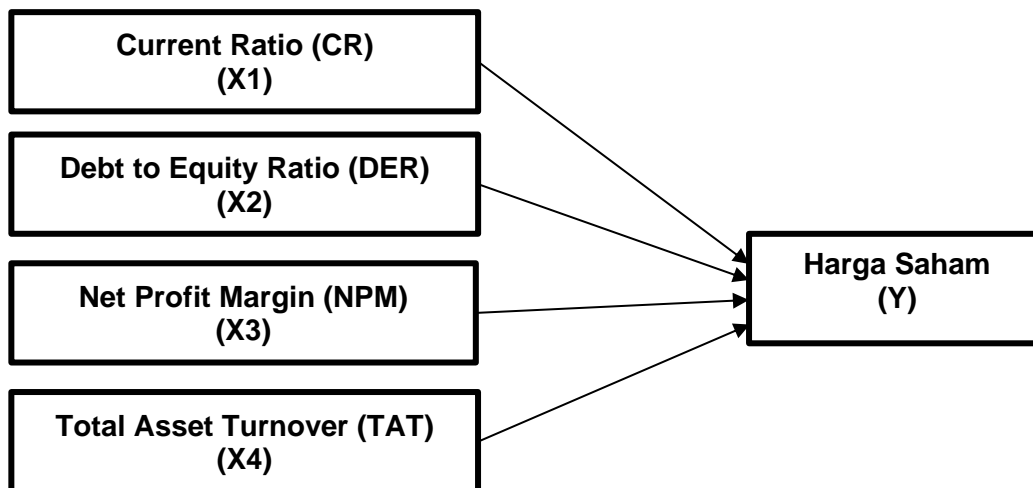 Current Ratio (CR)
(X1)
Debt to Equity Ratio (DER)
(X2)
Net Profit Margin (NPM)
(X3)
Total Asset Turnover (TAT)
(X4)
Harga Saham
(Y)